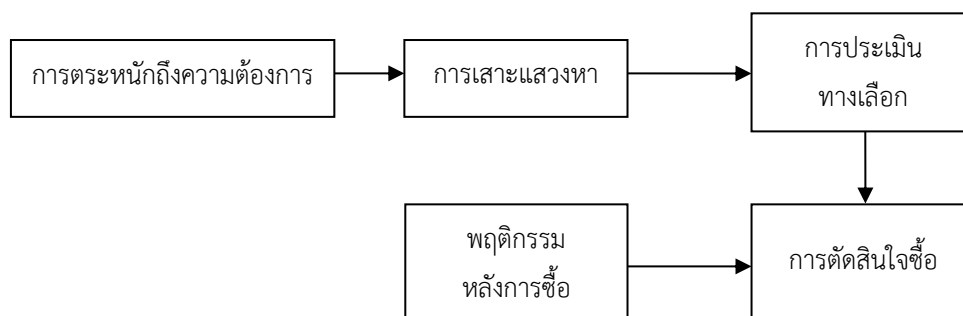 การตระหนักถึงความต้องการ
การเสาะแสวงหา
การประเมิน
ทางเลือก
พฤติกรรม
หลังการซื้อ
การตัดสินใจซื้อ